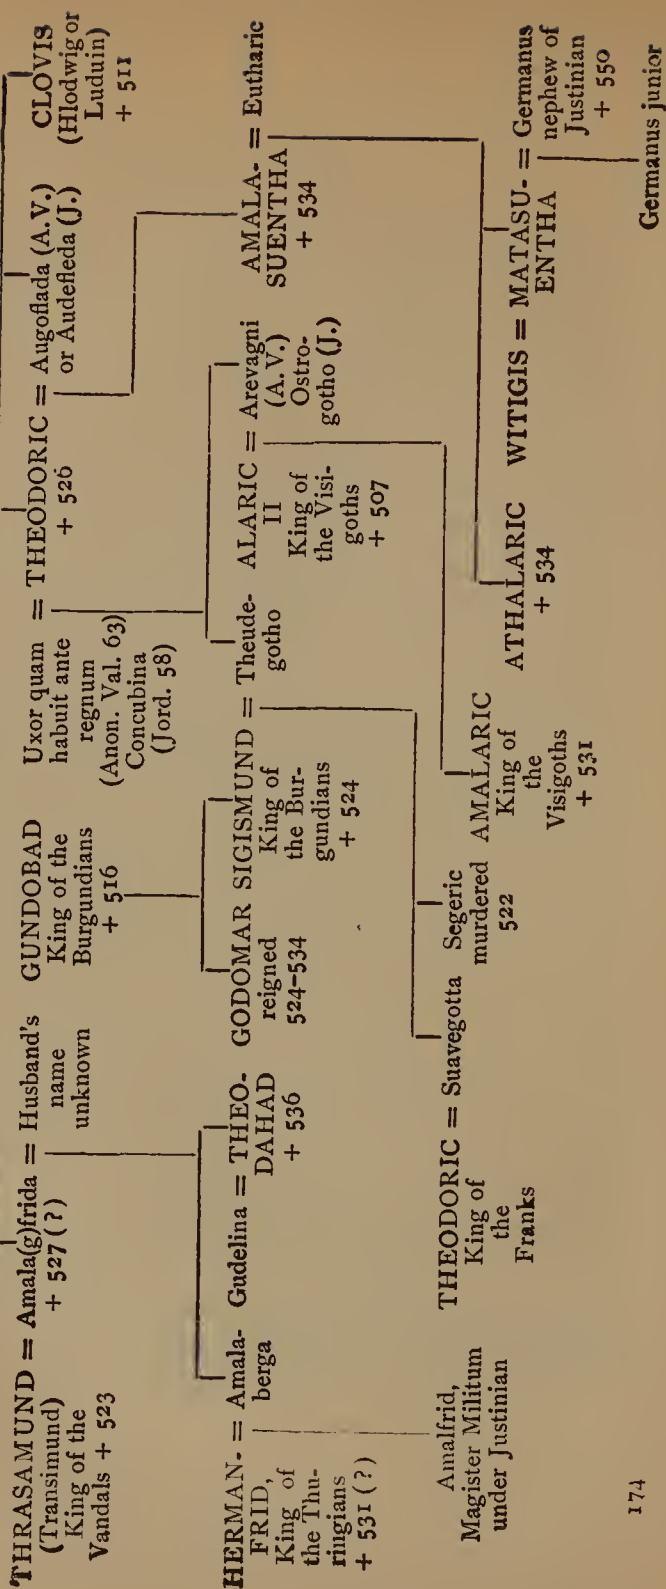 THRASAMUND = Amala(g)frida = Husband's
(Transimund) + 527 (?) name
King of the unknown
Vandals + 523
GUNDOBAD
King of the
Burgundians
+ 516
Uxor quam = THEODORIC = Augoflada (A.V.)
habuit ante + 526 or Audefleda (J.)
regnum
(Anon. Val. 63)
Concubina
(Jord. 58)
CLOVIS
(Hlodwig or
Luduin)
+ 511
HERMAN- = Amala-
FRID, berga
King of
the Thu-
ringians
+ 531 (?)
Gudelina = THEO-
DAHAD
+ 536
GODOMAR
reigned
524–534
SIGISMUND = Theude-
King of gotho
the Bur-
gundians
+ 524
ALARIC = Arevagni
II (A.V.)
King of Ostro-
the Visi- gotho (J.)
goths
+ 507
AMALA- = Eutharic
SUENTHA
+ 534
Amalfrid,
Magister Militum
under Justinian
THEODORIC = Suavegotta
King of
the
Franks
Segeric
murdered
522
AMALARIC
King of
the
Visigoths
+ 531
ATHALARIC
+ 534
WITIGIS = MATASU- = Germanus
ENTHA nephew of
Justinian
+ 550
Germanus junior
174